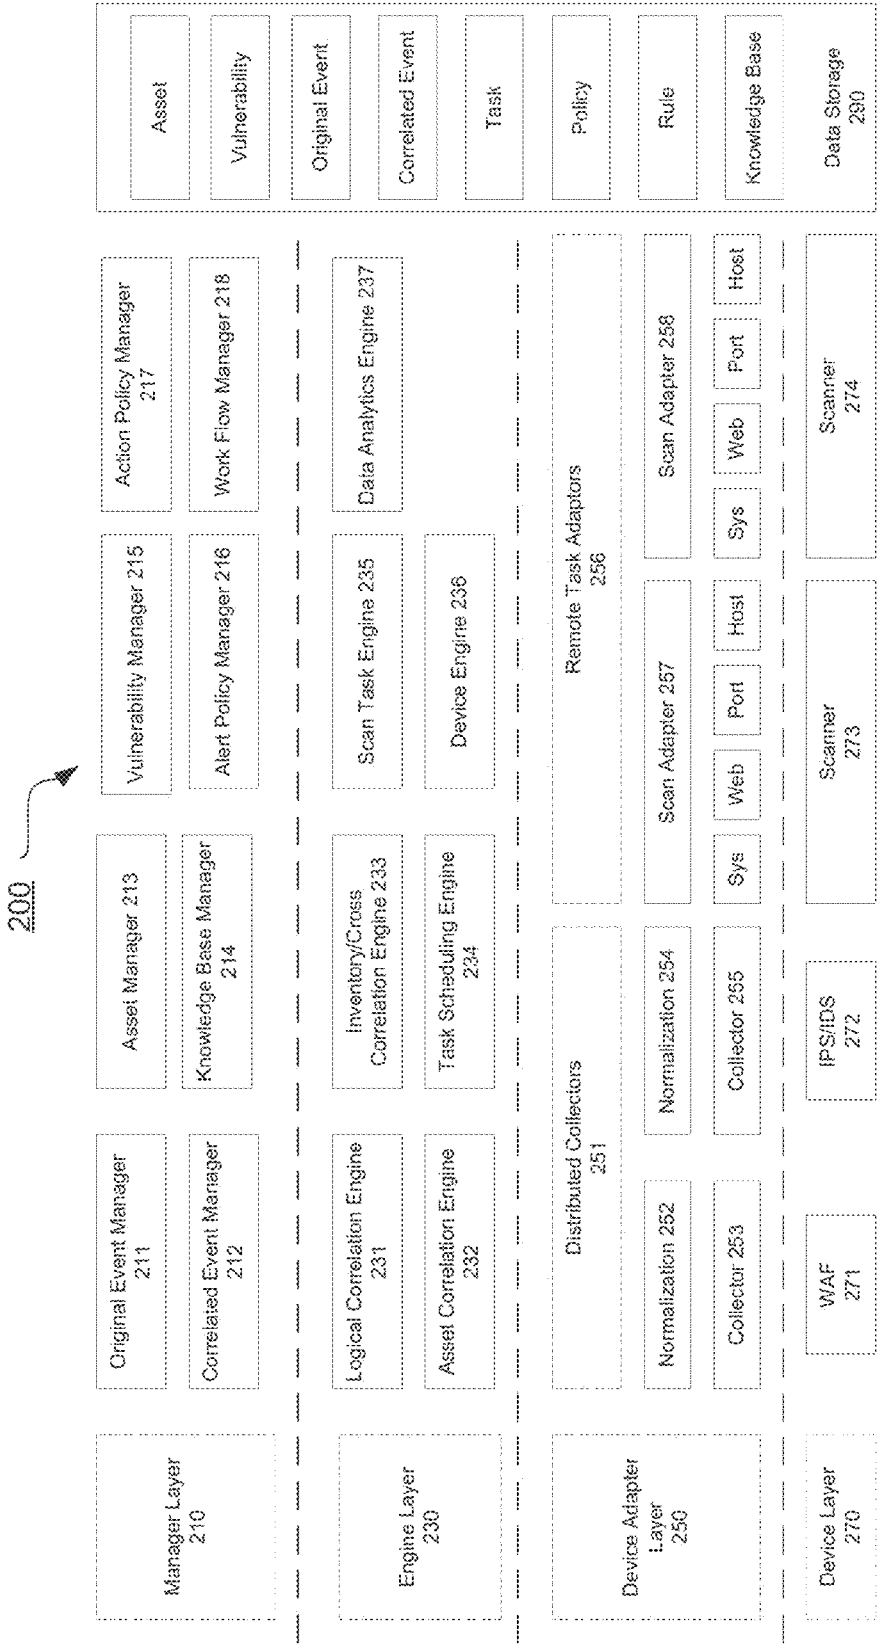 200
Manager Layer
210
Original Event Manager
211
Correlated Event Manager
212
Asset Manager 213
Knowledge Base Manager
214
Vulnerability Manager 215
Alert Policy Manager 216
Action Policy Manager
217
Work Flow Manager 218
Engine Layer
230
Logical Correlation Engine
231
Asset Correlation Engine
232
Inventory/Cross
Correlation Engine 233
Task Scheduling Engine
234
Scan Task Engine 235
Device Engine 236
Data Analytics Engine 237
Device Adapter
Layer
250
Distributed Collectors
251
Normalization 252
Collector 253
Normalization 254
Collector 255
Remote Task Adaptors
256
Scan Adapter 257
Sys
Web
Port
Host
Scan Adapter 258
Sys
Web
Port
Host
Device Layer
270
WAF
271
IPS/IDS
272
Scanner
273
Scanner
274
Asset
Vulnerability
Original Event
Correlated Event
Task
Policy
Rule
Knowledge Base
Data Storage
290